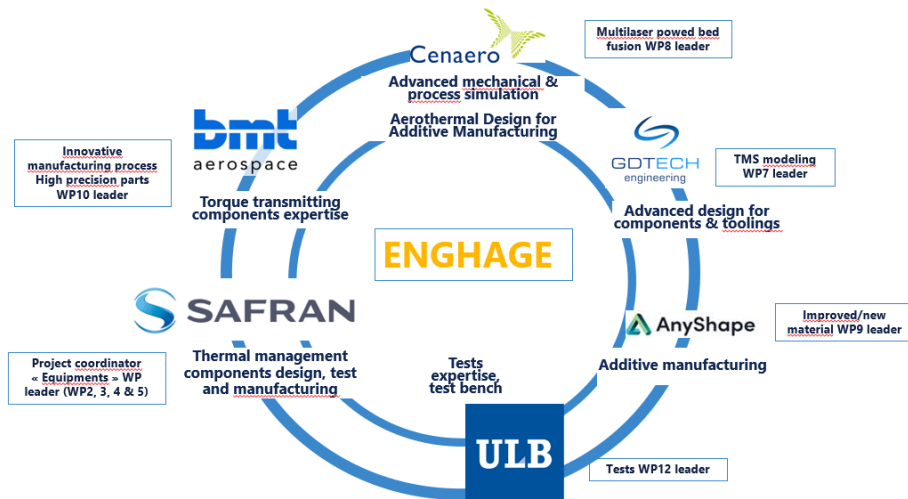 Cenaero
Multilaser powed bed
fusion WP8 leader
Advanced mechanical &
process simulation
Aerothermal Design for
Additive Manufacturing
bmt
aerospace
Innovative
manufacturing process
High precision parts
WP10 leader
Torque transmitting
components expertise
GDTECH
engineering
TMS modeling
WP7 leader
Advanced design for
components & toolings
ENGHAGE
SAFRAN
Project coordinator
« Equipments » WP
leader (WP2, 3, 4 & 5)
Thermal management
components design, test
and manufacturing
AnyShape
Improved/new
material WP9 leader
Additive manufacturing
Tests
expertise,
test bench
ULB
Tests WP12 leader